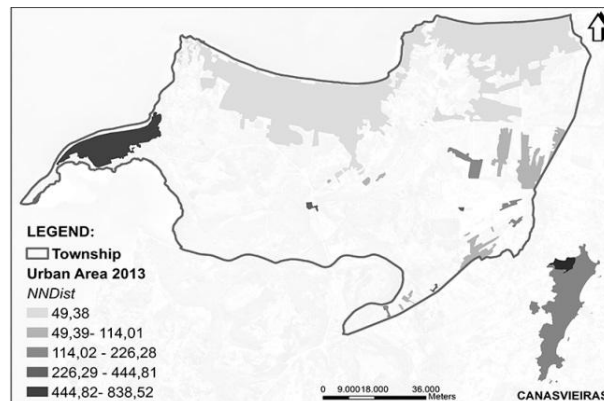 LEGEND:
Township
Urban Area 2013
NNDist
49,38
49,39- 114,01
114,02 - 226,28
226,29 - 444,81
444,82- 838,52
0 9.000 18.000 36.000
Meters
CANASVIEIRAS